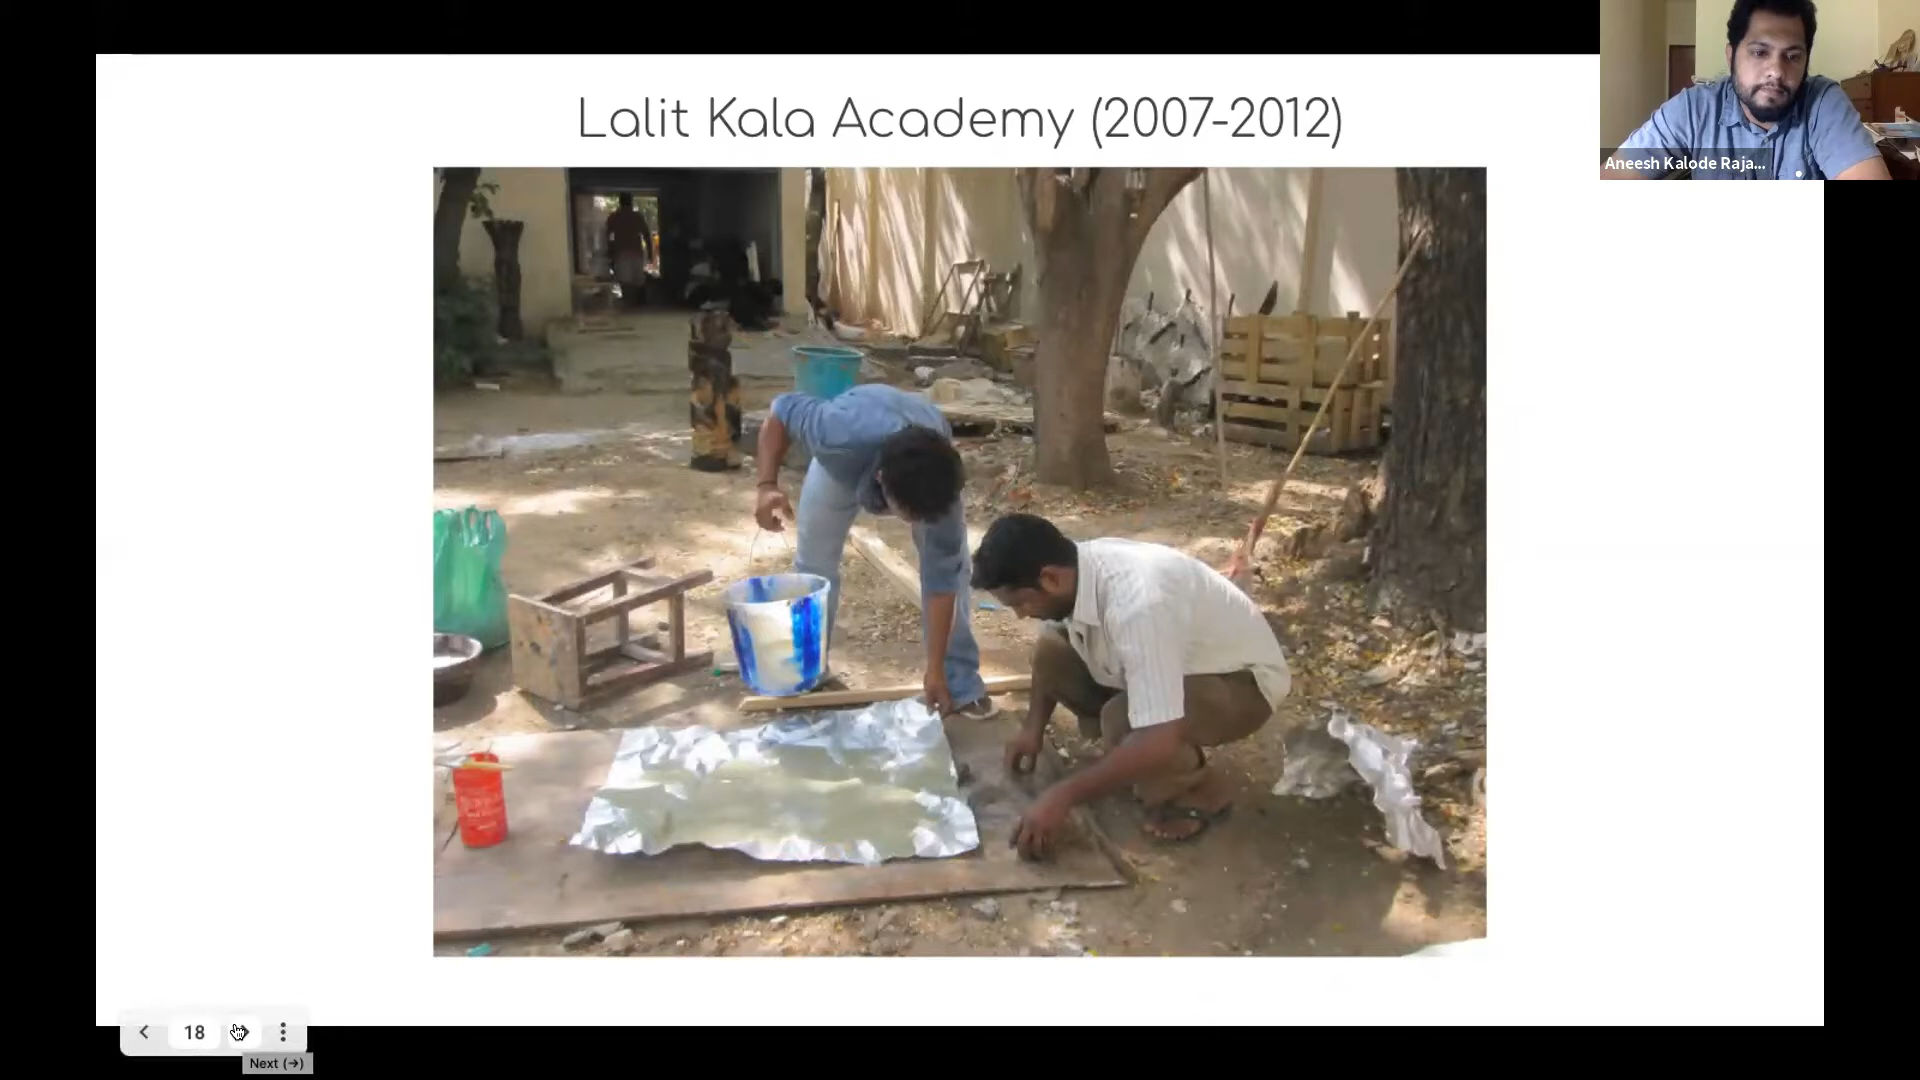 Lalit Kala Academy (2007-2012)
Aneesh Kalode Raja...
18
Next (→)